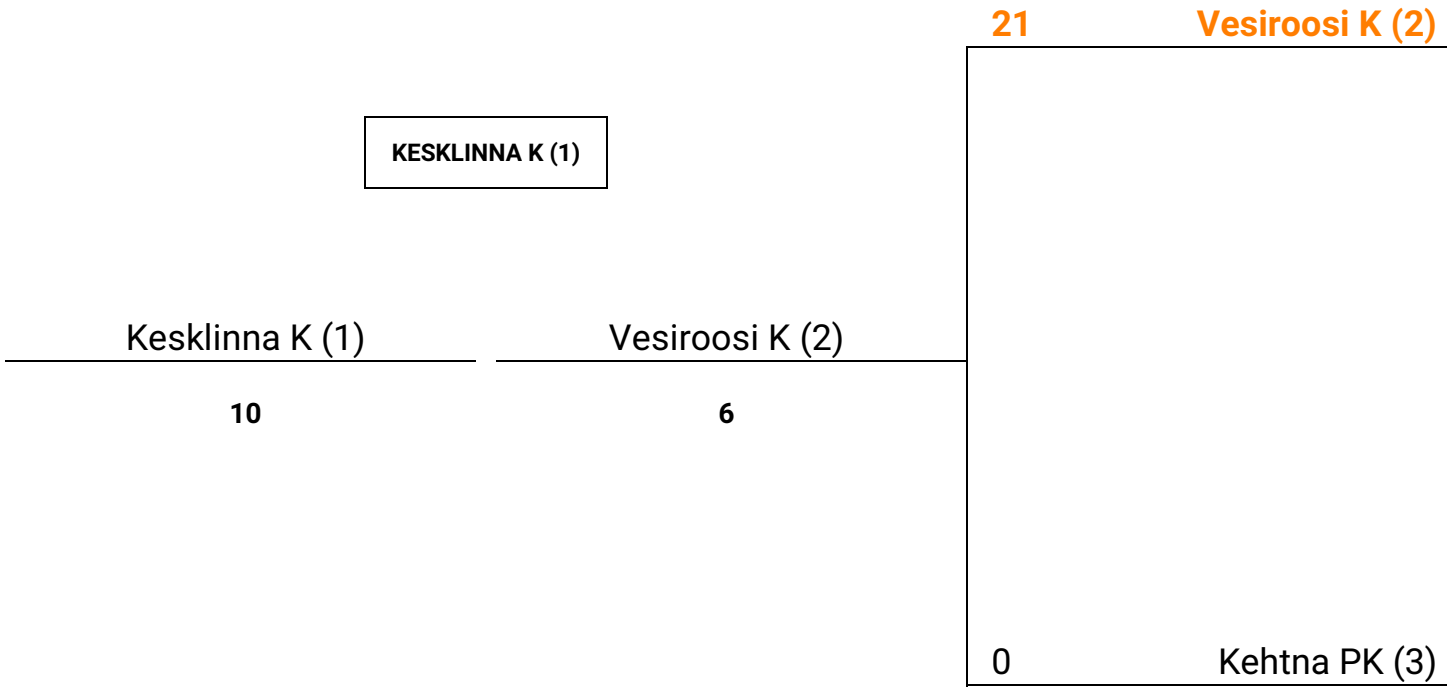 21 Vesiroosi K (2)
KESKLINNA K (1)
Kesklinna K (1) Vesiroosi K (2)
10 6
0 Kehtna PK (3)